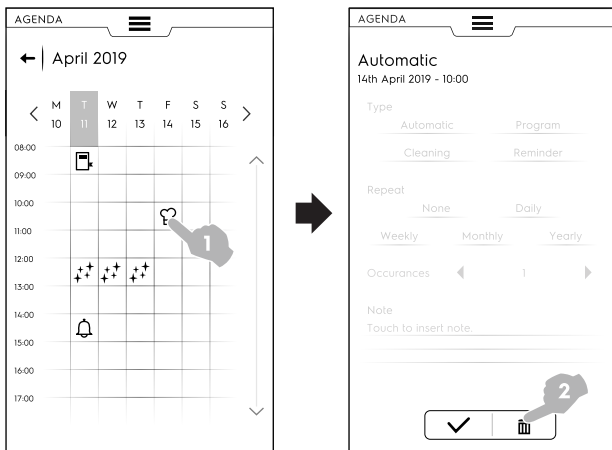 AGENDA
April 2019
M T W T F S S
10 11 12 13 14 15 16
08:00
09:00
10:00
11:00
12:00
13:00
14:00
15:00
16:00
17:00
1
AGENDA
Automatic
14th April 2019 - 10:00
Type
Automatic Program
Cleaning Reminder
Repeat
None Daily
Weekly Monthly Yearly
Occurances 1
Note
Touch to insert note.
2